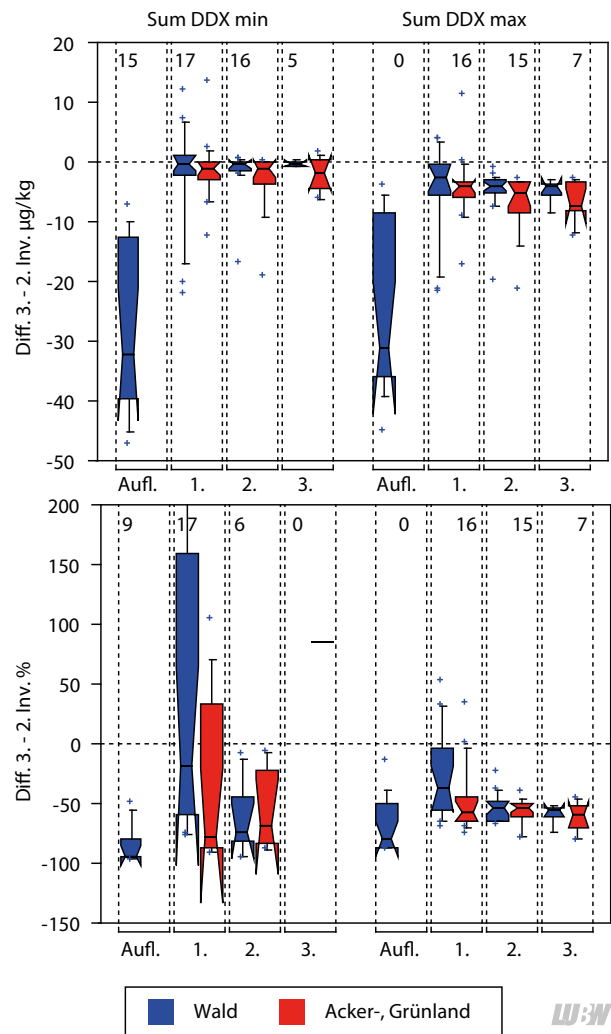 Sum DDX min Sum DDX max
Diff. 3. - 2. Inv. µg/kg
20
10
0
-10
-20
-30
-40
-50
15 17 16 5 0 16 15 7
Aufl. 1. 2. 3. Aufl. 1. 2. 3.
Diff. 3. - 2. Inv. %
200
150
100
50
0
-50
-100
-150
9 17 6 0 0 16 15 7
Aufl. 1. 2. 3. Aufl. 1. 2. 3.
Wald Acker-, Grünland
LUBW